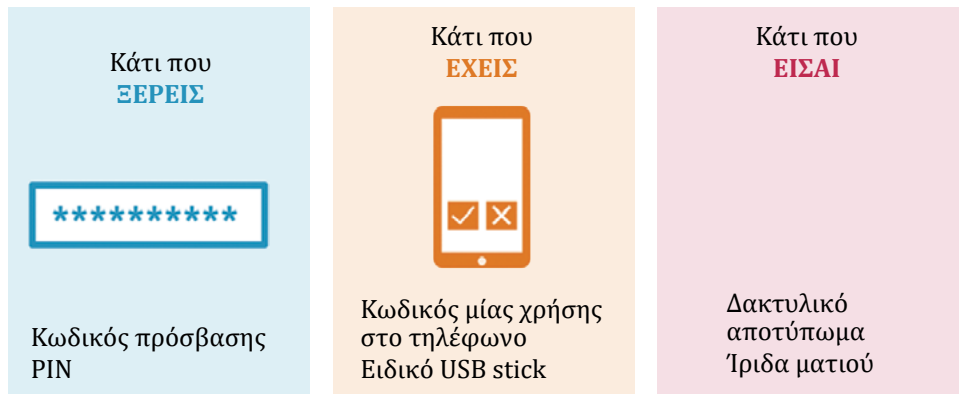 Κάτι που
ΞΕΡΕΙΣ
**********
Κωδικός πρόσβασης
PIN
Κάτι που
ΕΧΕΙΣ
Κωδικός μίας χρήσης
στο τηλέφωνο
Ειδικό USB stick
Κάτι που
ΕΙΣΑΙ
Δακτυλικό
αποτύπωμα
Ίριδα ματιού